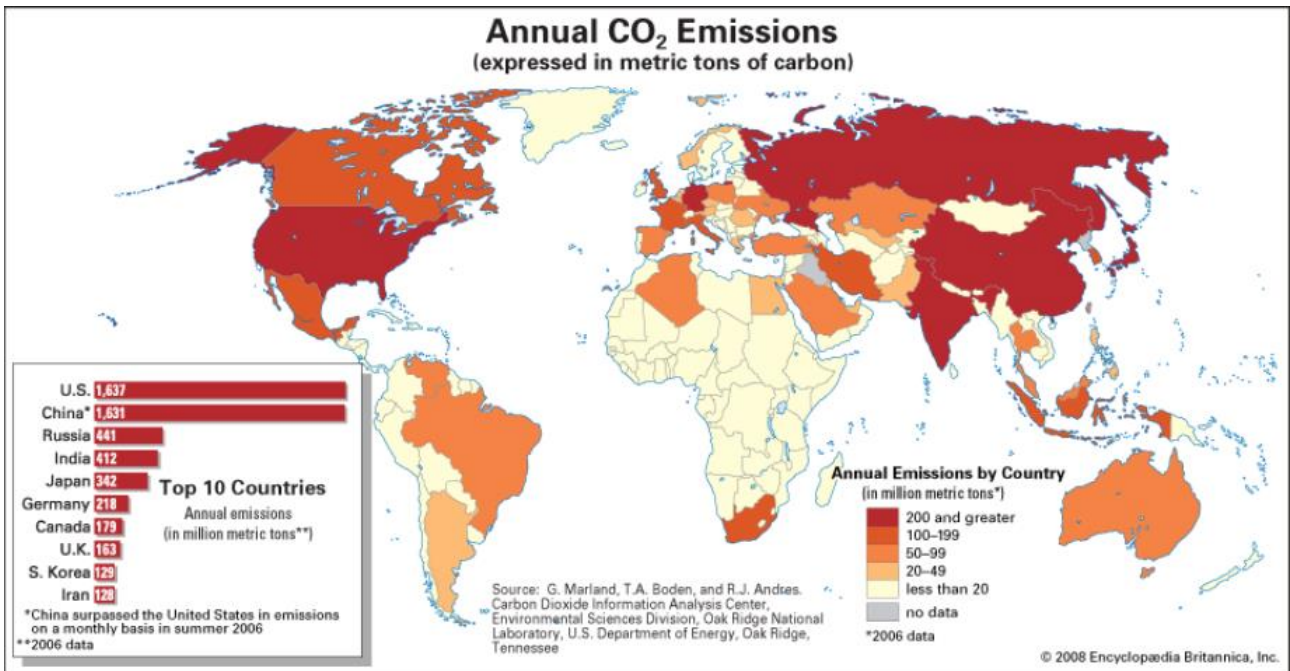 Annual CO₂ Emissions
(expressed in metric tons of carbon)
U.S. 1,637
China* 1,631
Russia 441
India 412
Japan 342
Germany 218
Canada 179
U.K. 163
S. Korea 129
Iran 128
Top 10 Countries
Annual emissions
(in million metric tons**)
*China surpassed the United States in emissions
on a monthly basis in summer 2006
**2006 data
Source: G. Marland, T.A. Boden, and R.J. Andres.
Carbon Dioxide Information Analysis Center,
Environmental Sciences Division, Oak Ridge National
Laboratory, U.S. Department of Energy, Oak Ridge,
Tennessee
Annual Emissions by Country
(in million metric tons*)
200 and greater
100–199
50–99
20–49
less than 20
no data
*2006 data
© 2008 Encyclopædia Britannica, Inc.